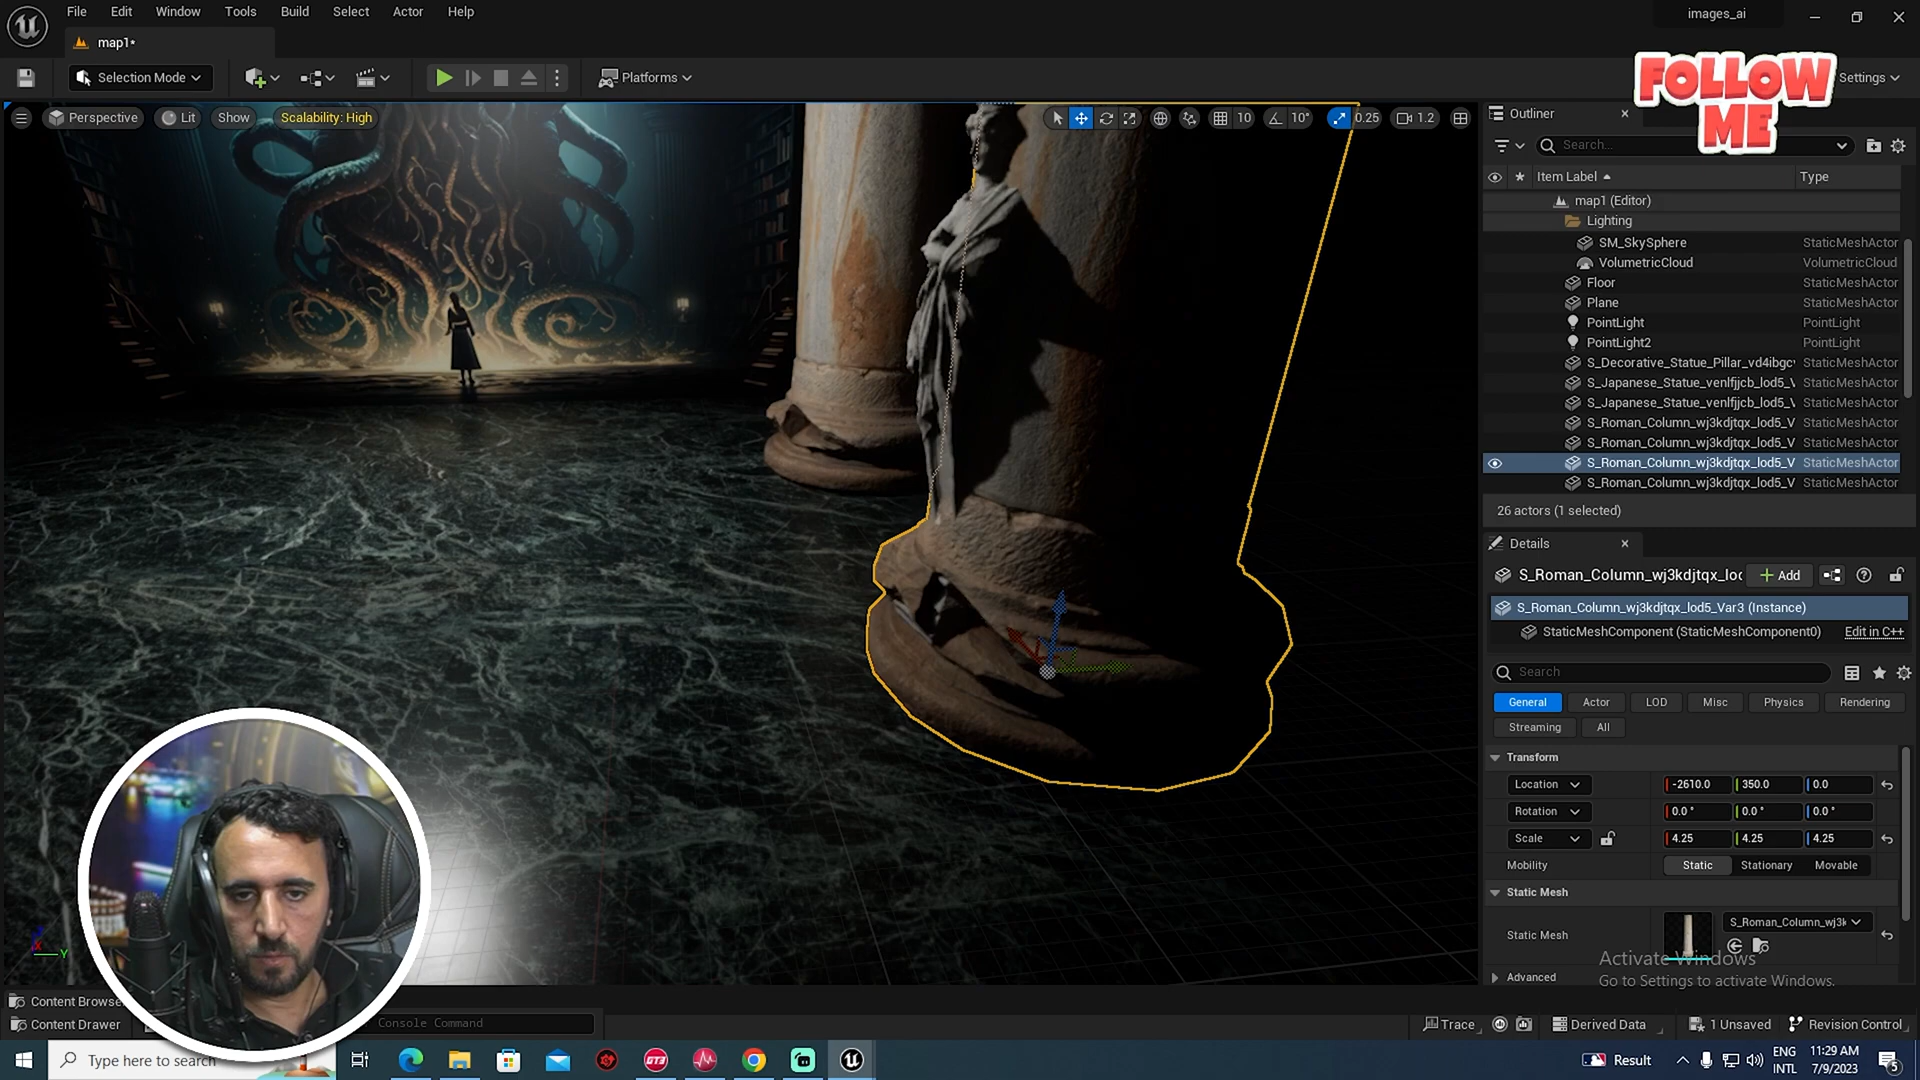 File Edit Window Tools Build Select Actor Help
images_ai
map1*
Selection Mode
Platforms
Settings
FOLLOW
ME
Perspective
Lit
Show
Scalability: High
10
10°
0.25
1.2
Outliner
Search...
Item Label
Type
map1 (Editor)
Lighting
SM_SkySphere StaticMeshActor
VolumetricCloud VolumetricCloud
Floor StaticMeshActor
Plane StaticMeshActor
PointLight PointLight
PointLight2 PointLight
S_Decorative_Statue_Pillar_vd4ibgc StaticMeshActor
S_Japanese_Statue_venlfjjcb_lod5_V StaticMeshActor
S_Japanese_Statue_venlfjjcb_lod5_V StaticMeshActor
S_Roman_Column_wj3kdjtqx_lod5_V StaticMeshActor
S_Roman_Column_wj3kdjtqx_lod5_V StaticMeshActor
S_Roman_Column_wj3kdjtqx_lod5_V StaticMeshActor
S_Roman_Column_wj3kdjtqx_lod5_V StaticMeshActor
26 actors (1 selected)
Details
S_Roman_Column_wj3kdjtqx_lo
Add
S_Roman_Column_wj3kdjtqx_lod5_Var3 (Instance)
StaticMeshComponent (StaticMeshComponent0) Edit in C++
Search
General Actor LOD Misc Physics Rendering
Streaming All
Transform
Location -2610.0 350.0 0.0
Rotation 0.0° 0.0° 0.0°
Scale 4.25 4.25 4.25
Mobility Static Stationary Movable
Static Mesh
S_Roman_Column_wj3k
Static Mesh
Advanced
Activate Windows
Go to Settings to activate Windows.
Content Browse
Content Drawer
Console Command
Trace
Derived Data
1 Unsaved
Revision Control
Type here to search
GT3
Result
ENG
INTL
11:29 AM
7/9/2023
5